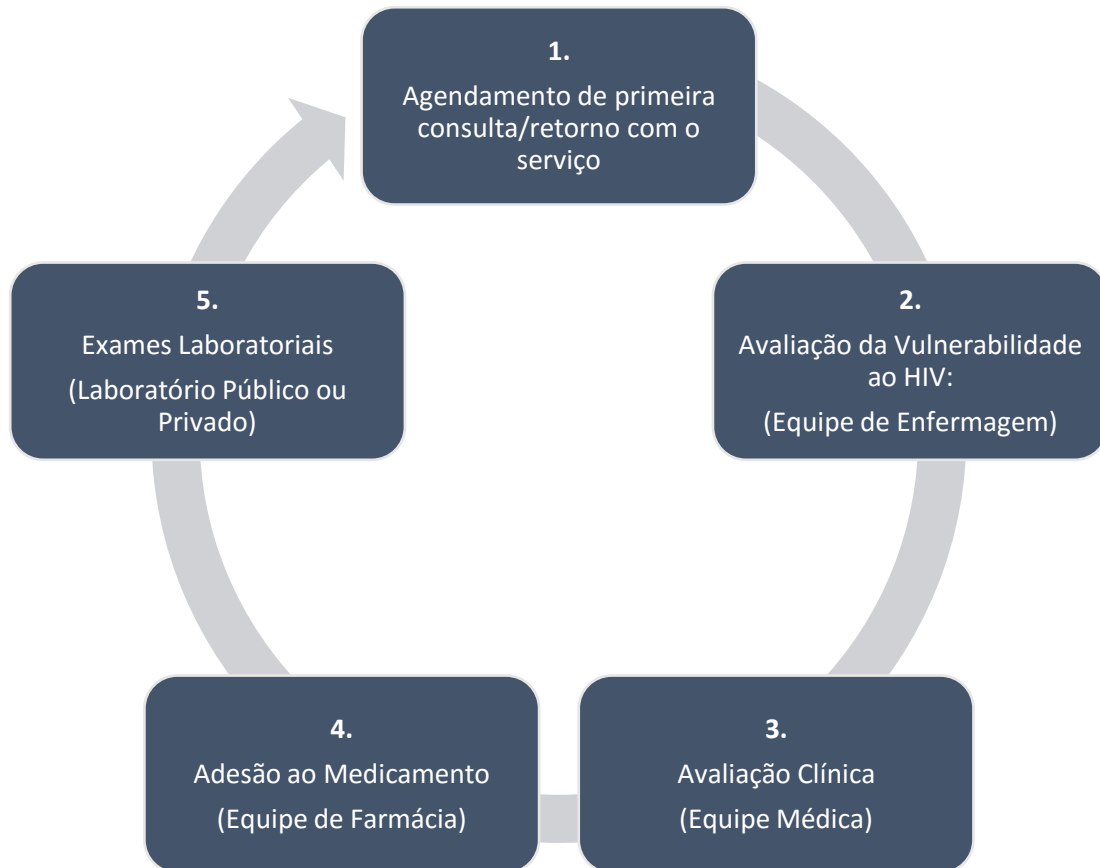 1.
Agendamento de primeira
consulta/retorno com o
serviço
2.
Avaliação da Vulnerabilidade
ao HIV:
(Equipe de Enfermagem)
3.
Avaliação Clínica
(Equipe Médica)
4.
Adesão ao Medicamento
(Equipe de Farmácia)
5.
Exames Laboratoriais
(Laboratório Público ou
Privado)